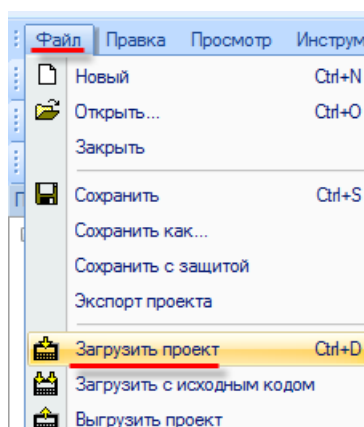 Файл Правка Просмотр Инструм
Новый Ctrl+N
Открыть... Ctrl+O
Закрыть
Сохранить Ctrl+S
Сохранить как...
Сохранить с защитой
Экспорт проекта
Загрузить проект Ctrl+D
Загрузить с исходным кодом
Выгрузить проект